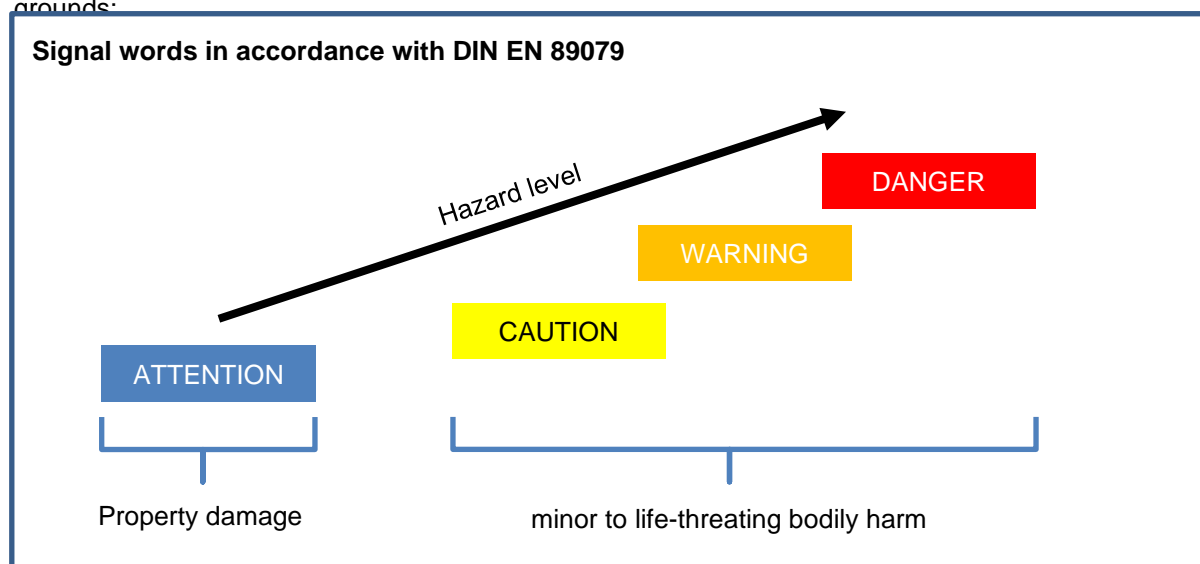 grounds:
Signal words in accordance with DIN EN 89079
Hazard level
DANGER
WARNING
CAUTION
ATTENTION
Property damage
minor to life-threating bodily harm